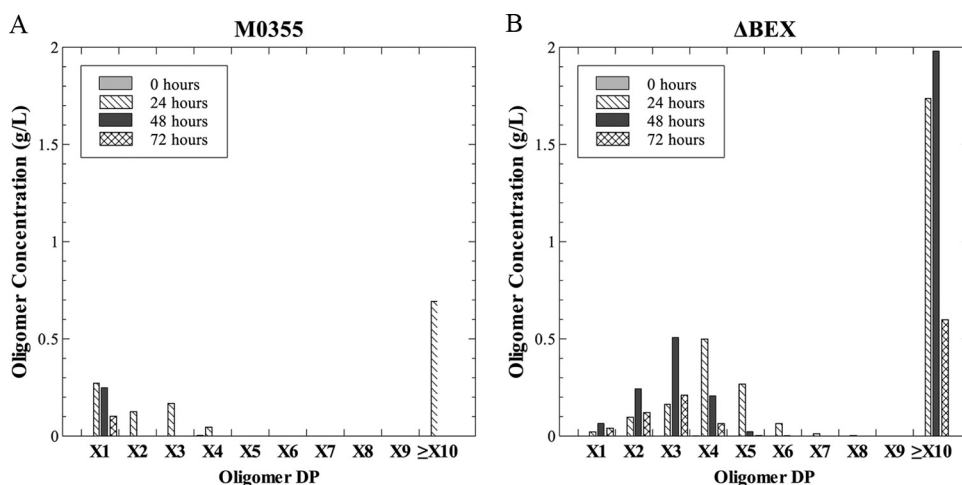 A
M0355
2
1.5
1
0.5
0
Oligomer Concentration (g/L)
0 hours
24 hours
48 hours
72 hours
X1 X2 X3 X4 X5 X6 X7 X8 X9 ≥X10
Oligomer DP
B
ΔBEX
2
1.5
1
0.5
0
Oligomer Concentration (g/L)
0 hours
24 hours
48 hours
72 hours
X1 X2 X3 X4 X5 X6 X7 X8 X9 ≥X10
Oligomer DP